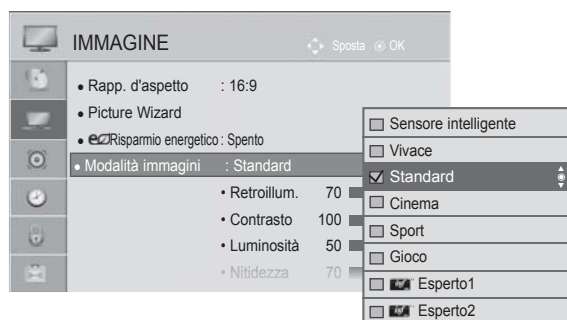 IMMAGINE
Sposta OK
• Rapp. d'aspetto : 16:9
• Picture Wizard
• Risparmio energetico : Spento
• Modalità immagini : Standard
• Retroillum. 70
• Contrasto 100
• Luminosità 50
• Nitidezza 70
Sensore intelligente
Vivace
Standard
Cinema
Sport
Gioco
Esperto1
Esperto2